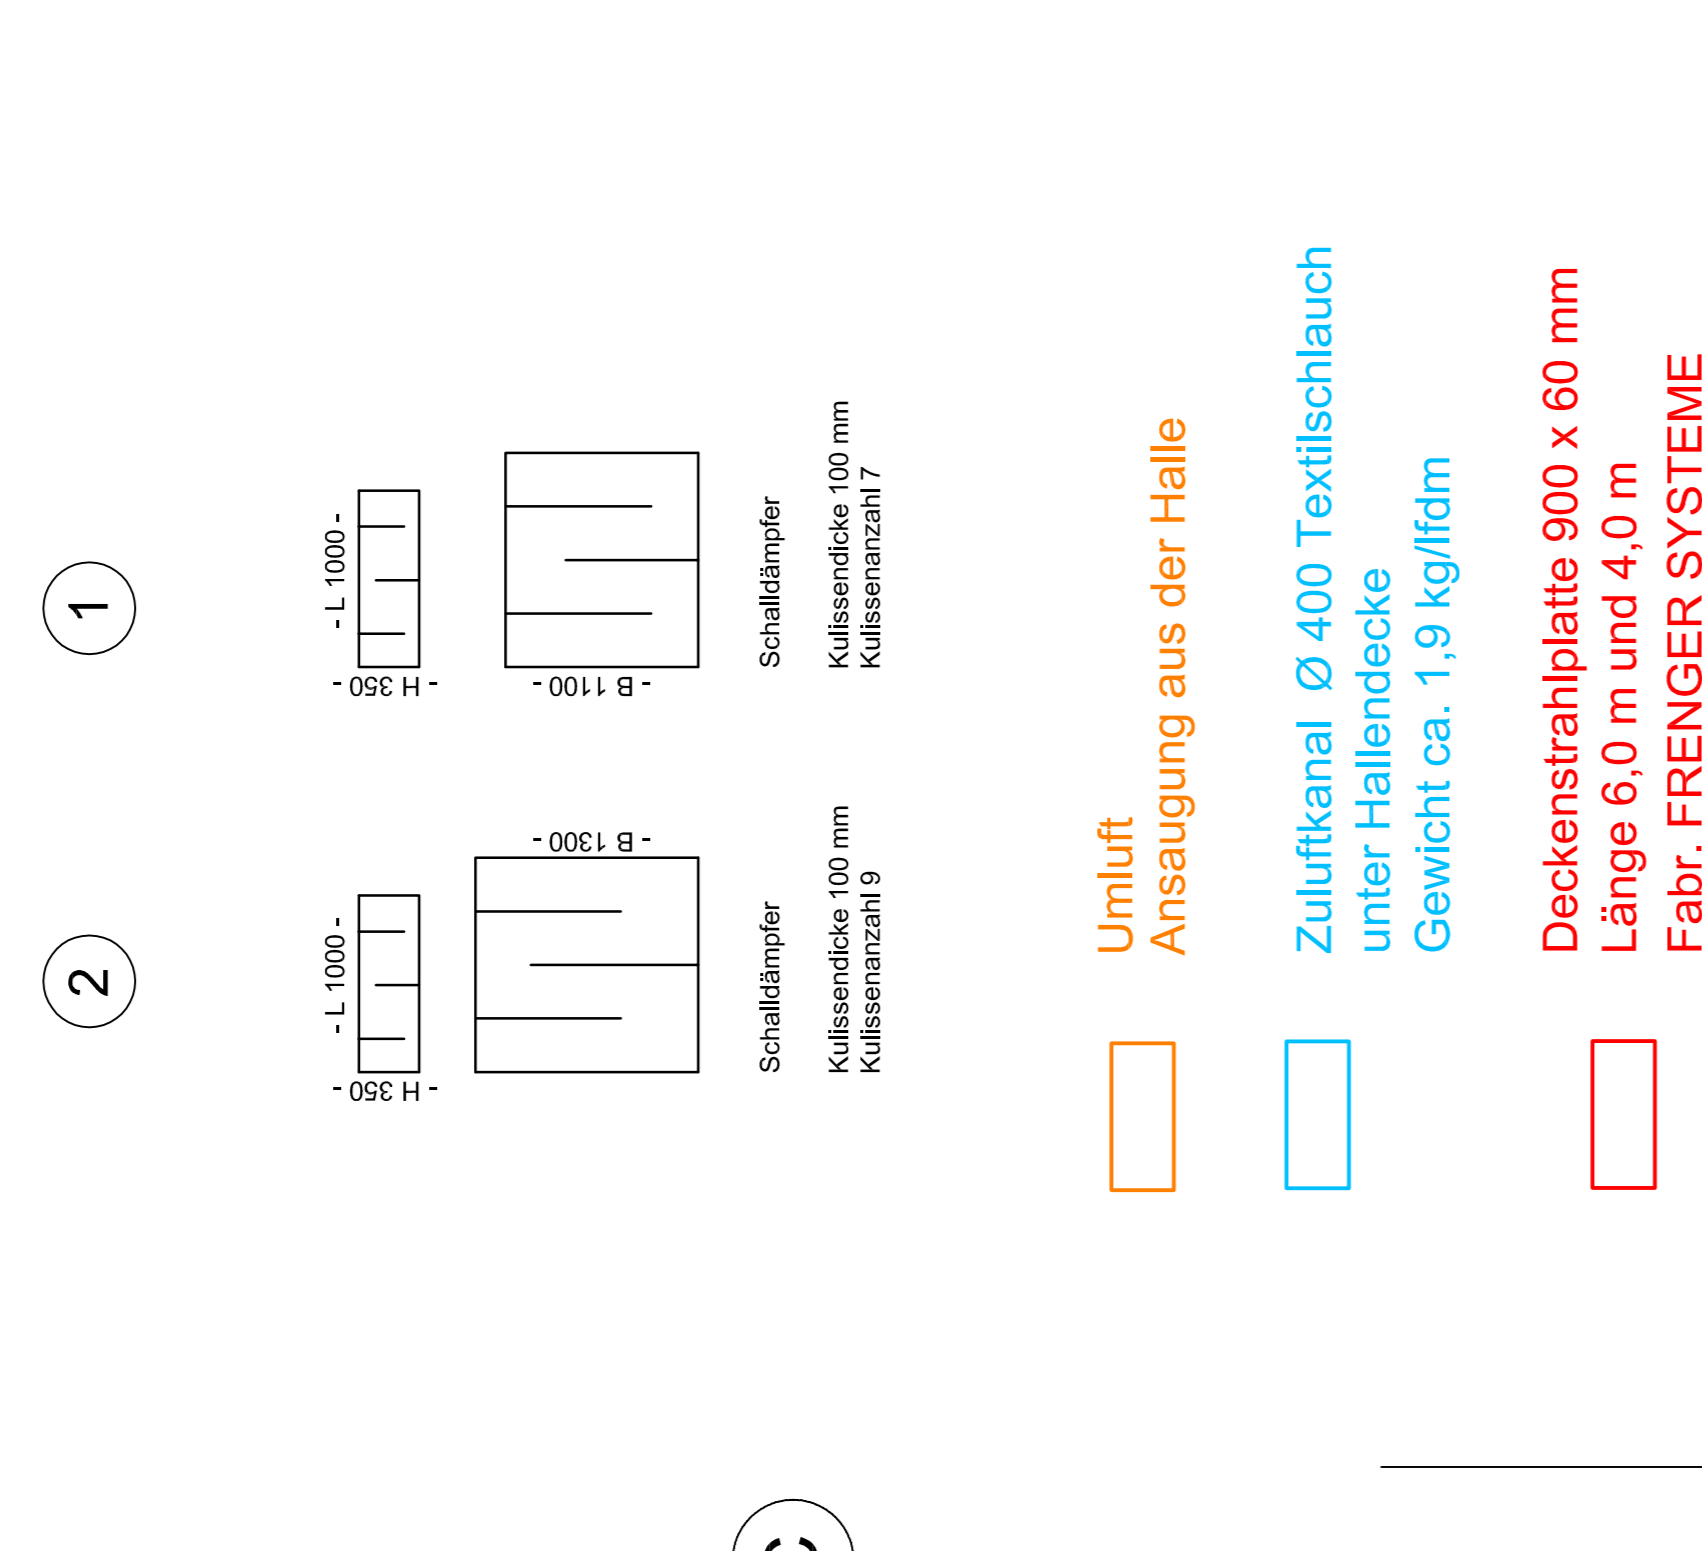 2
1
- L 1000 -
- H 350 -
- B 1300 -
Schalldämpfer
Kulissendicke 100 mm
Kulissenanzahl 9
- L 1000 -
- H 350 -
- B 1100 -
Schalldämpfer
Kulissendicke 100 mm
Kulissenanzahl 7
Umluft
Ansaugung aus der Halle
Zuluftkanal Ø 400 Textilschlauch
unter Hallendecke
Gewicht ca. 1,9 kg/lfdm
Deckenstrahlplatte 900 x 60 mm
Länge 6,0 m und 4,0 m
Fabr. FRENGER SYSTEME